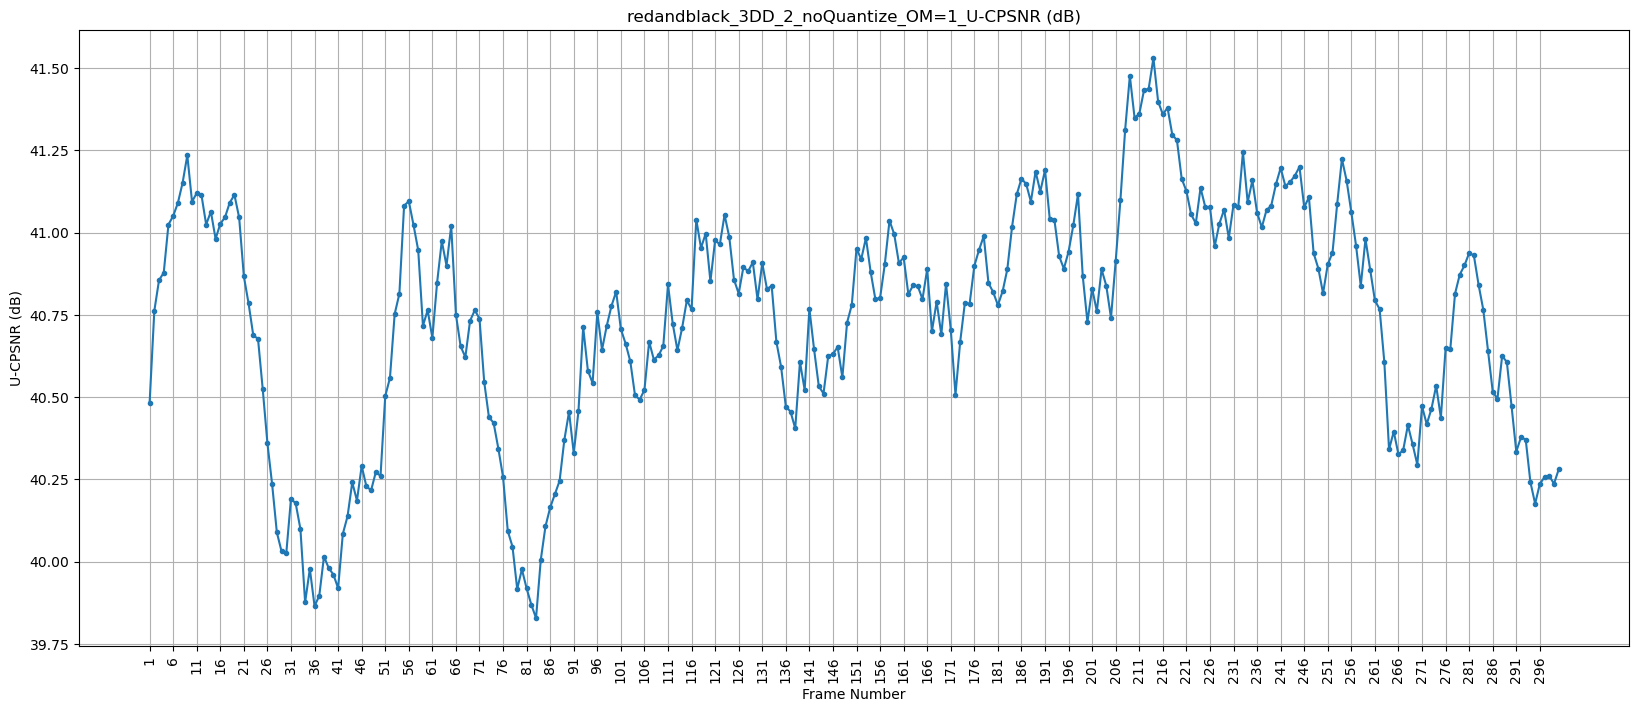 redandblack_3DD_2_noQuantize_OM=1_U-CPSNR (dB)
U-CPSNR (dB)
41.50
41.25
41.00
40.75
40.50
40.25
40.00
39.75
1 6 11 16 21 26 31 36 41 46 51 56 61 66 71 76 81 86 91 96 101 106 111 116 121 126 131 136 141 146 151 156 161 166 171 176 181 186 191 196 201 206 211 216 221 226 231 236 241 246 251 256 261 266 271 276 281 286 291 296
Frame Number